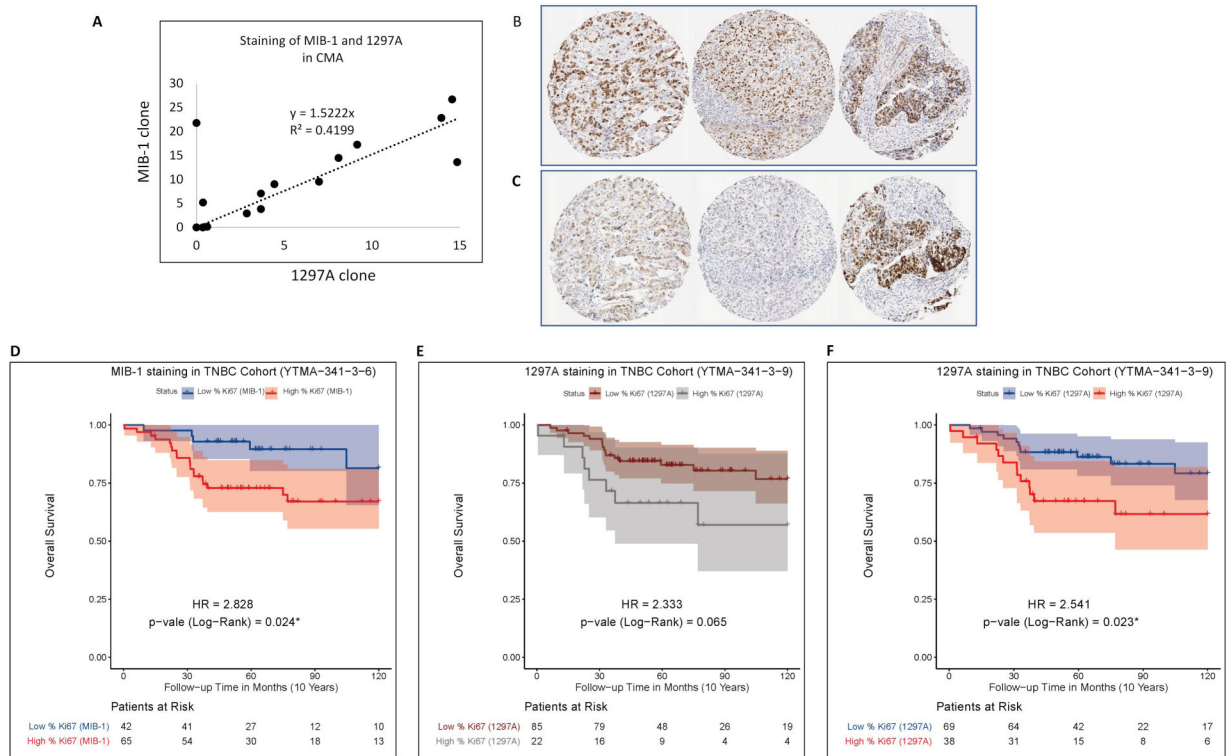 A
Staining of MIB-1 and 1297A
in CMA
30
25
20
15
10
5
0
MIB-1 clone
y = 1.5222x
R² = 0.4199
0 5 10 15
1297A clone
B
C
D
MIB-1 staining in TNBC Cohort (YTMA-341-3-6)
Status Low % Ki67 (MIB-1) High % Ki67 (MIB-1)
1.00
0.75
0.50
0.25
0.00
Overall Survival
HR = 2.828
p-vale (Log-Rank) = 0.024*
0 30 60 90 120
Follow-up Time in Months (10 Years)
Patients at Risk
Low % Ki67 (MIB-1) 42 41 27 12 10
High % Ki67 (MIB-1) 65 54 30 18 13
E
1297A staining in TNBC Cohort (YTMA-341-3-9)
Status Low % Ki67 (1297A) High % Ki67 (1297A)
1.00
0.75
0.50
0.25
0.00
Overall Survival
HR = 2.333
p-vale (Log-Rank) = 0.065
0 30 60 90 120
Follow-up Time in Months (10 Years)
Patients at Risk
Low % Ki67 (1297A) 85 79 48 26 19
High % Ki67 (1297A) 22 16 9 4 4
F
1297A staining in TNBC Cohort (YTMA-341-3-9)
Status Low % Ki67 (1297A) High % Ki67 (1297A)
1.00
0.75
0.50
0.25
0.00
Overall Survival
HR = 2.541
p-vale (Log-Rank) = 0.023*
0 30 60 90 120
Follow-up Time in Months (10 Years)
Patients at Risk
Low % Ki67 (1297A) 69 64 42 22 17
High % Ki67 (1297A) 38 31 15 8 6